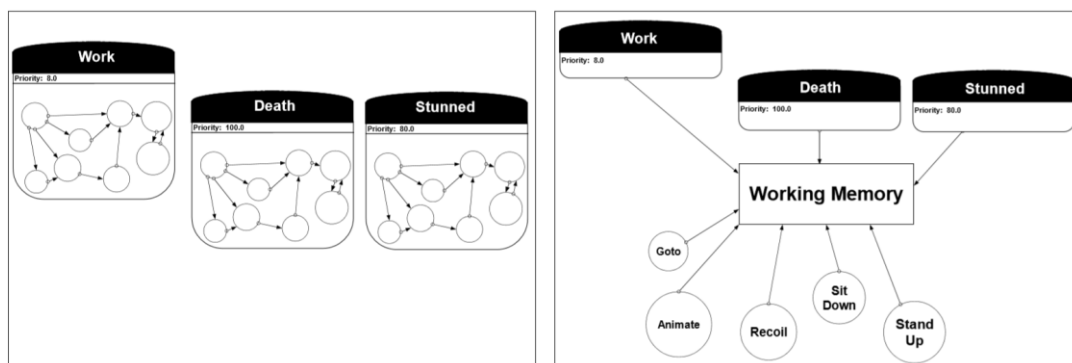 Work
Priority: 8.0
Death
Priority: 100.0
Stunned
Priority: 80.0
Work
Priority: 8.0
Death
Priority: 100.0
Stunned
Priority: 80.0
Working Memory
Goto
Animate
Recoil
Sit
Down
Stand
Up